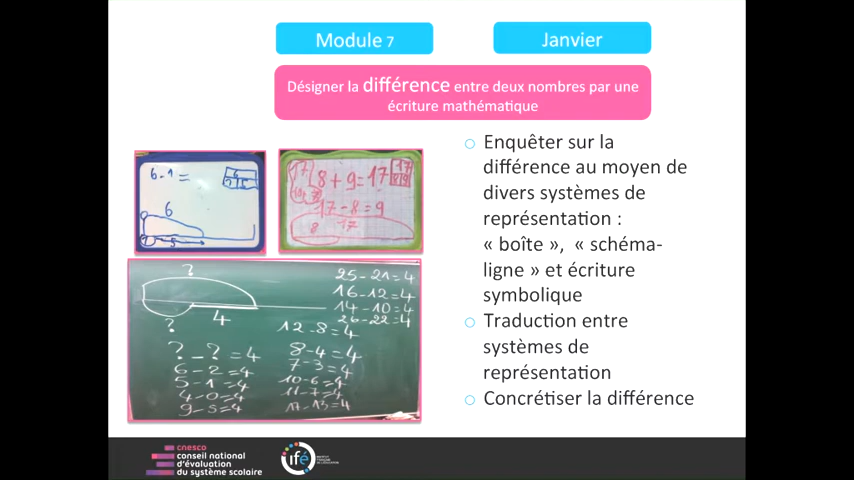 Module 7
Janvier
Désigner la différence entre deux nombres par une
écriture mathématique
6-1=
6
5
17
8+9=17
17
8 9
17-8=9
17
8
?
4
?
25-21=4
16-12=4
14-10=4
26-22=4
12-8=4
?-?=4
6-2=4
5-1=4
4-0=4
9-5=4
8-4=4
7-3=4
10-6=4
11-7=4
17-13=4
Enquêter sur la
différence au moyen de
divers systèmes de
représentation :
« boîte », « schéma-
ligne » et écriture
symbolique
Traduction entre
systèmes de
représentation
Concrétiser la différence
cnesco
conseil national
d'évaluation
du système scolaire
ifé